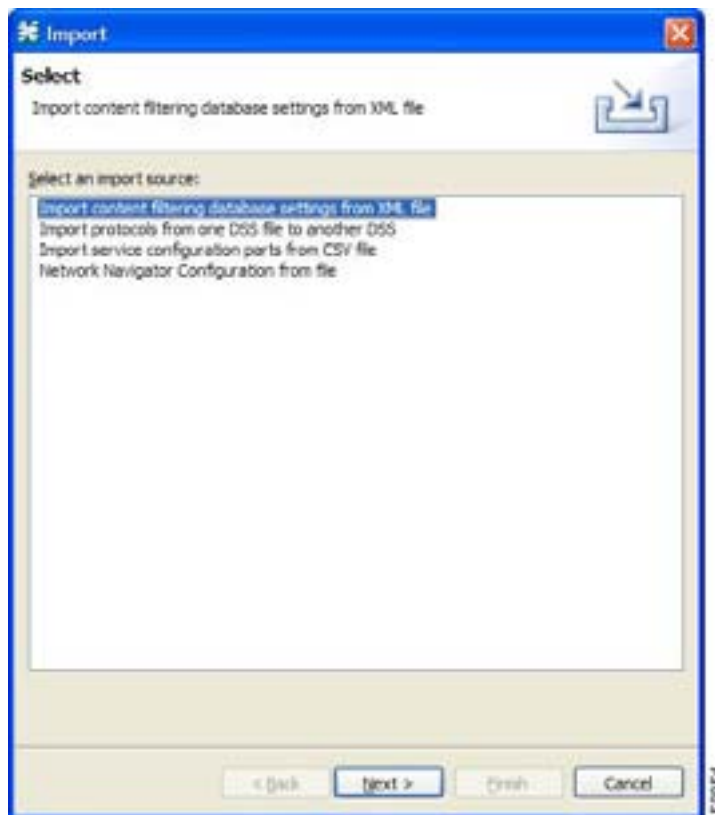 Import
Select
Import content filtering database settings from XML file
Select an import source:
Import content filtering database settings from XML file
Import protocols from one DSS file to another DSS
Import service configuration parts from CSV file
Network Navigator Configuration from file
< Back
Next >
Finish
Cancel